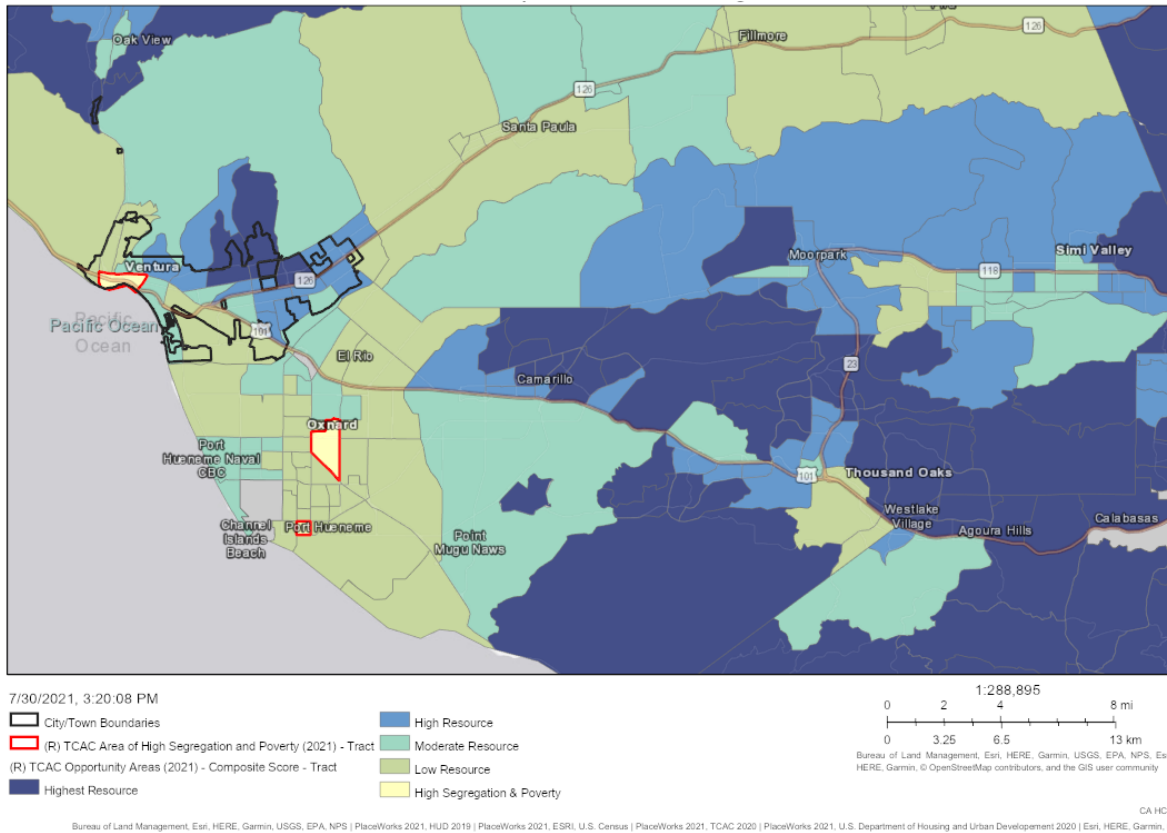 Oak View
Fillmore
126
126
Santa Paula
Ventura
126
Moorpark
Simi Valley
118
Pacific Ocean
Pacific
Ocean
101
El Rio
Camarillo
23
Oxnard
Port
Hueneme Naval
CBC
Thousand Oaks
101
Westlake
Village
Agoura Hills
Calabasas
Channel
Islands
Beach
Port Hueneme
Point
Mugu Naws
7/30/2021, 3:20:08 PM
City/Town Boundaries
(R) TCAC Area of High Segregation and Poverty (2021) - Tract
(R) TCAC Opportunity Areas (2021) - Composite Score - Tract
Highest Resource
High Resource
Moderate Resource
Low Resource
High Segregation & Poverty
1:288,895
0 2 4 8 mi
0 3.25 6.5 13 km
Bureau of Land Management, Esri, HERE, Garmin, USGS, EPA, NPS, Es
HERE, Garmin, © OpenStreetMap contributors, and the GIS user community
CA HC
Bureau of Land Management, Esri, HERE, Garmin, USGS, EPA, NPS | PlaceWorks 2021, HUD 2019 | PlaceWorks 2021, ESRI, U.S. Census | PlaceWorks 2021, TCAC 2020 | PlaceWorks 2021, U.S. Department of Housing and Urban Developement 2020 | Esri, HERE, Garmin,